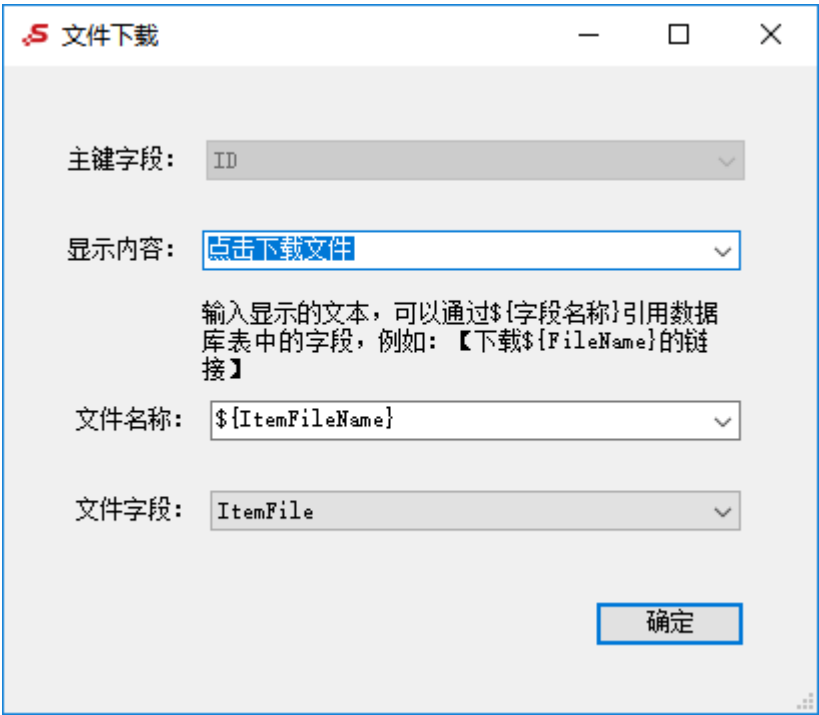 文件下载
主键字段： ID
显示内容： 点击下载文件
输入显示的文本，可以通过${字段名称}引用数据
库表中的字段，例如：【下载${FileName}的链
接】
文件名称： ${ItemFileName}
文件字段： ItemFile
确定